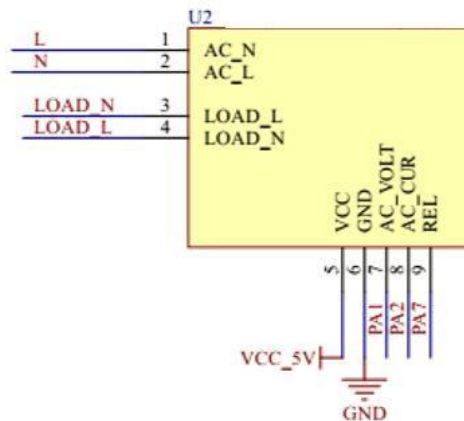 U2
L 1 AC_N
N 2 AC_L
LOAD_N 3 LOAD_L
LOAD_L 4 LOAD_N
VCC GND AC_VOLT AC_CUR REL
5 6 7 8 9
PA1 PA2 PA7
VCC_5V
GND